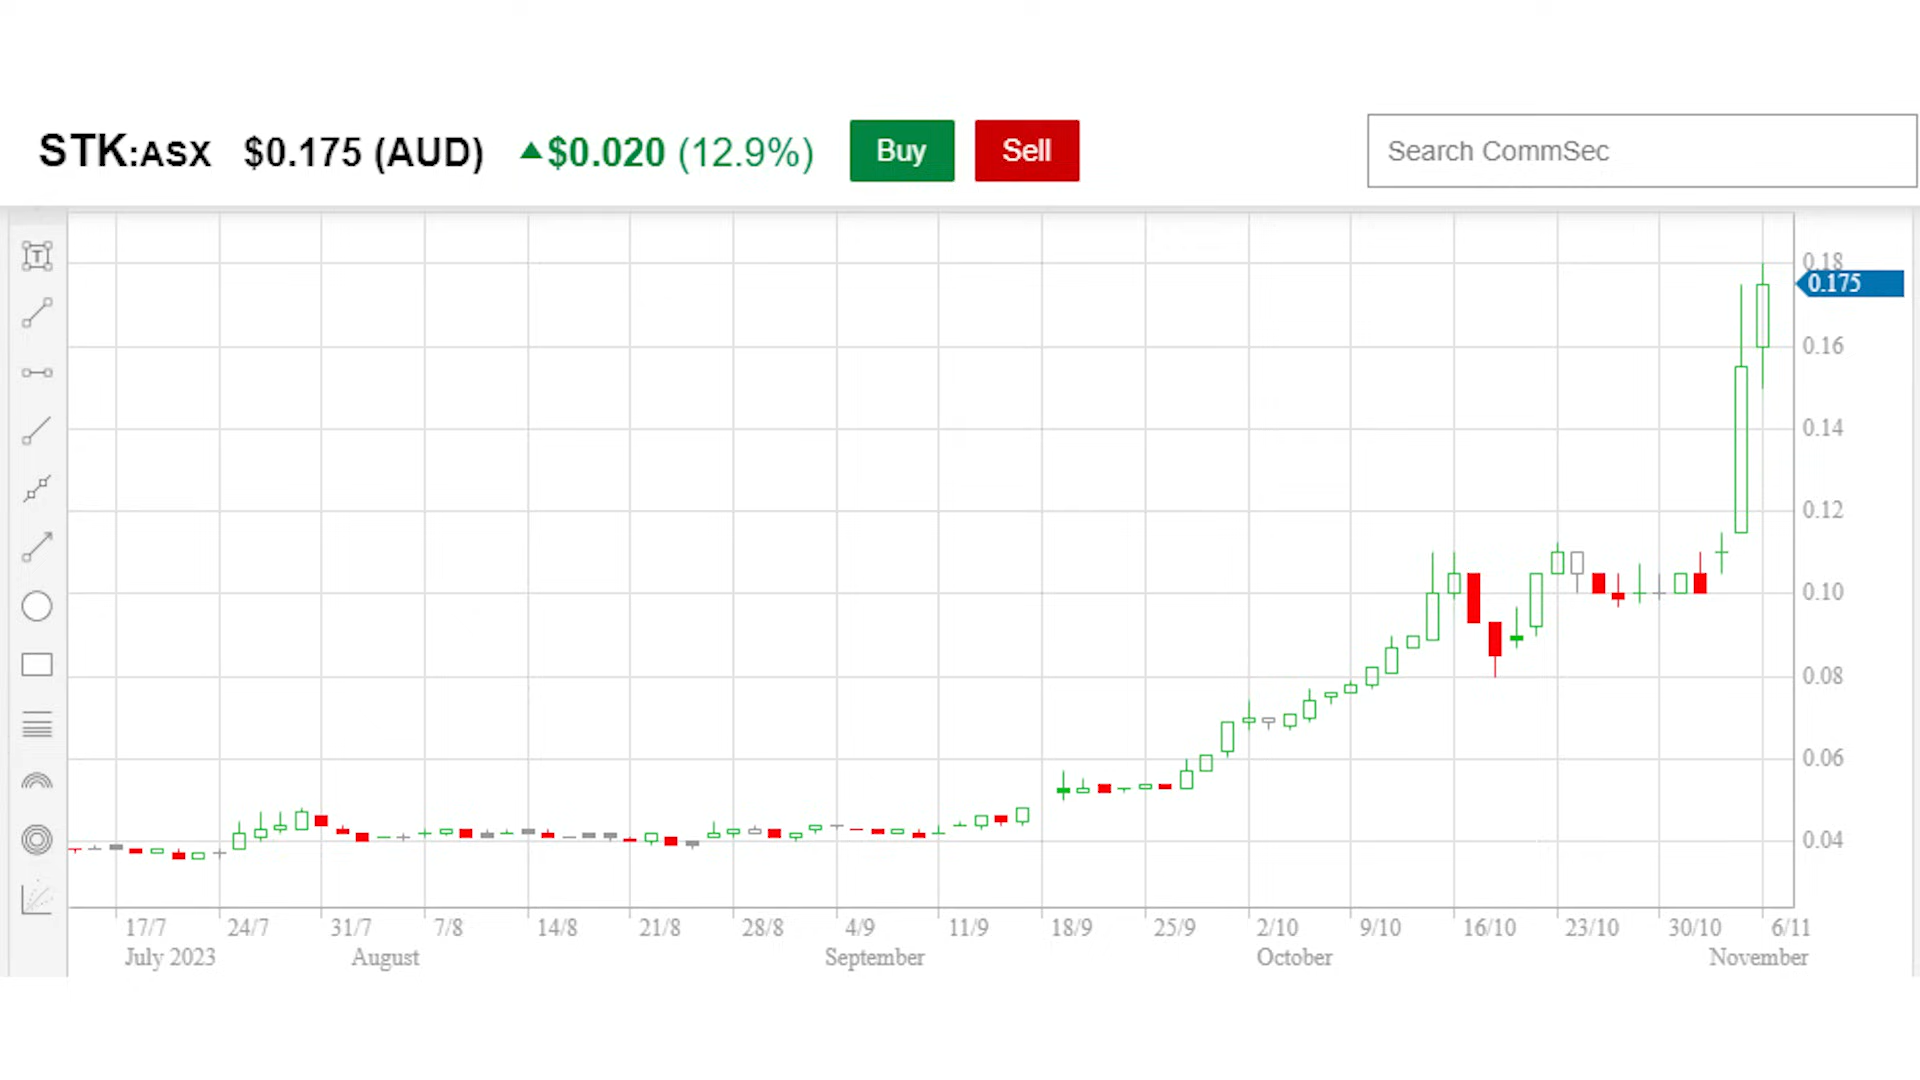 STK:ASX $0.175 (AUD) ▲$0.020 (12.9%) Buy Sell Search CommSec
T
0.18
0.175
0.16
0.14
0.12
0.10
0.08
0.06
0.04
17/7 24/7 31/7 7/8 14/8 21/8 28/8 4/9 11/9 18/9 25/9 2/10 9/10 16/10 23/10 30/10 6/11
July 2023 August September October November